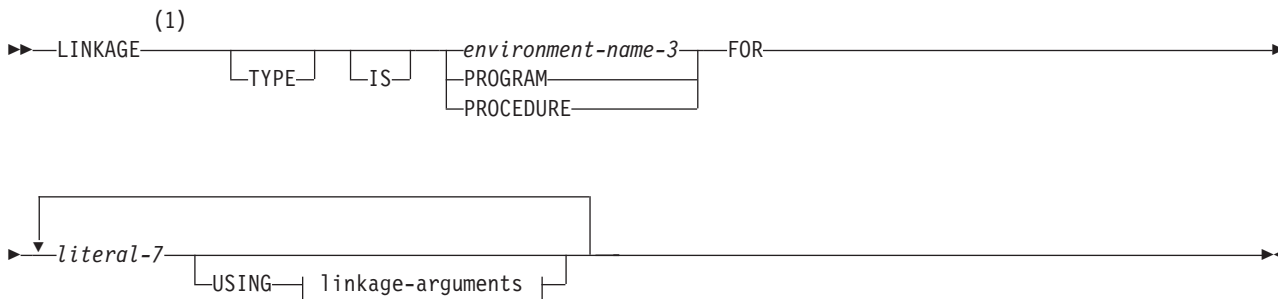 (1)
LINKAGE environment-name-3 FOR
TYPE IS PROGRAM
PROCEDURE
literal-7
USING linkage-arguments